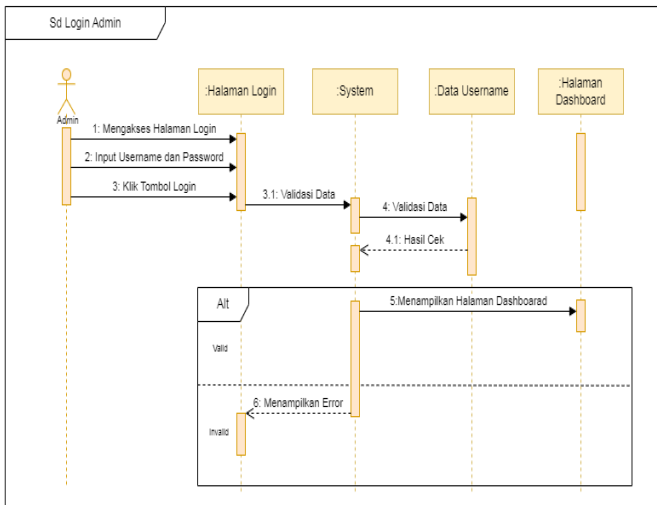 Sd Login Admin
:Halaman Login
:System
:Data Username
:Halaman
Dashboard
Admin
1: Mengakses Halaman Login
2: Input Username dan Password
3: Klik Tombol Login
3.1: Validasi Data
4: Validasi Data
4.1: Hasil Cek
Alt
5:Menampilkan Halaman Dashboarad
Valid
6: Menampilkan Error
Invalid